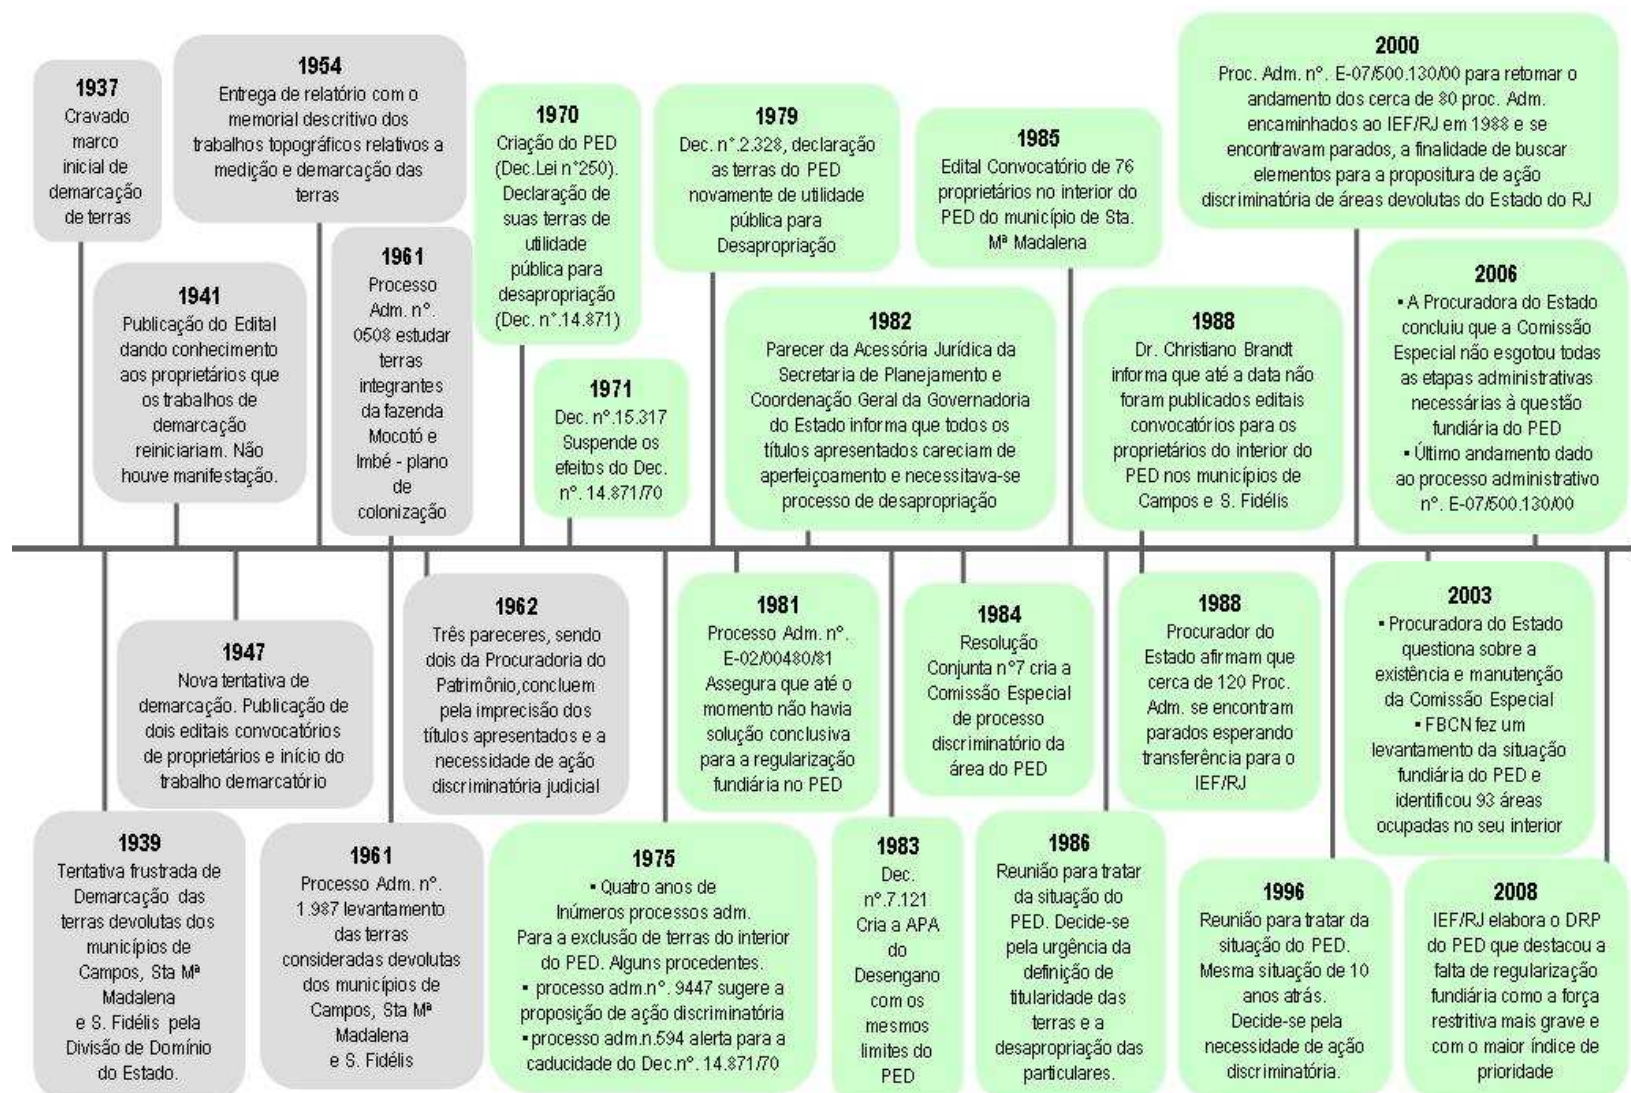 1937
Cravado
marco
inicial de
demarcação
de terras
1954
Entrega de relatório com o
memorial descritivo dos
trabalhos topográficos relativos a
medição e demarcação das
terras
1941
Publicação do Edital
dando conhecimento
aos proprietários que
os trabalhos de
demarcação
reiniciariam. Não
houve manifestação.
1961
Processo
Adm. n°.
0508 estudar
terras
integrantes
da fazenda
Mocotó e
Imbé - plano
de
colonização
1970
Criação do PED
(Dec.Lei n°250).
Declaração de
suas terras de
utilidade
pública para
desapropriação
(Dec. n°.14.871)
1971
Dec. n°.15.317
Suspende os
efeitos do Dec.
n°. 14.871/70
1979
Dec. n°.2.328, declaração
as terras do PED
novamente de utilidade
pública para
Desapropriação
1982
Parecer da Acessória Jurídica da
Secretaria de Planejamento e
Coordenação Geral da Governadoria
do Estado informa que todos os
títulos apresentados careciam de
aperfeiçoamento e necessitava-se
processo de desapropriação
1985
Edital Convocatório de 76
proprietários no interior do
PED do município de Sta.
Mª Madalena
1988
Dr. Christiano Brandt
informa que até a data não
foram publicados editais
convocatórios para os
proprietários do interior do
PED nos municípios de
Campos e S. Fidélis
2000
Proc. Adm. n°. E-07/500.130/00 para retomar o
andamento dos cerca de 80 proc. Adm.
encaminhados ao IEF/RJ em 1988 e se
encontravam parados, a finalidade de buscar
elementos para a propositura de ação
discriminatória de áreas devolutas do Estado do RJ
2006
▪ A Procuradora do Estado
concluiu que a Comissão
Especial não esgotou todas
as etapas administrativas
necessárias à questão
fundiária do PED
▪ Último andamento dado
ao processo administrativo
n°. E-07/500.130/00
1939
Tentativa frustrada de
Demarcação das
terras devolutas dos
municípios de
Campos, Sta Mª
Madalena
e S. Fidélis pela
Divisão de Domínio
do Estado.
1947
Nova tentativa de
demarcação. Publicação de
dois editais convocatórios
de proprietários e início do
trabalho demarcatório
1961
Processo Adm. n°.
1.987 levantamento
das terras
consideradas devolutas
dos municípios de
Campos, Sta Mª
Madalena
e S. Fidélis
1962
Três pareceres, sendo
dois da Procuradoria do
Patrimônio,concluem
pela imprecisão dos
títulos apresentados e a
necessidade de ação
discriminatória judicial
1975
▪ Quatro anos de
Inúmeros processos adm.
Para a exclusão de terras do interior
do PED. Alguns procedentes.
▪ processo adm.n°. 9447 sugere a
proposição de ação discriminatória
▪ processo adm.n.594 alerta para a
caducidade do Dec.n°. 14.871/70
1981
Processo Adm. n°.
E-02/00480/81
Assegura que até o
momento não havia
solução conclusiva
para a regularização
fundiária no PED
1983
Dec.
n°.7.121
Cria a APA
do
Desengano
com os
mesmos
limites do
PED
1984
Resolução
Conjunta n°7 cria a
Comissão Especial
de processo
discriminatório da
área do PED
1986
Reunião para tratar
da situação do
PED. Decide-se
pela urgência da
definição de
titularidade das
terras e a
desapropriação das
particulares.
1988
Procurador do
Estado afirmam que
cerca de 120 Proc.
Adm. se encontram
parados esperando
transferência para o
IEF/RJ
1996
Reunião para tratar da
situação do PED.
Mesma situação de 10
anos atrás.
Decide-se pela
necessidade de ação
discriminatória.
2003
▪ Procuradora do Estado
questiona sobre a
existência e manutenção
da Comissão Especial
▪ FBCN fez um
levantamento da situação
fundiária do PED e
identificou 93 áreas
ocupadas no seu interior
2008
IEF/RJ elabora o DRP
do PED que destacou a
falta de regularização
fundiária como a força
restritiva mais grave e
com o maior índice de
prioridade